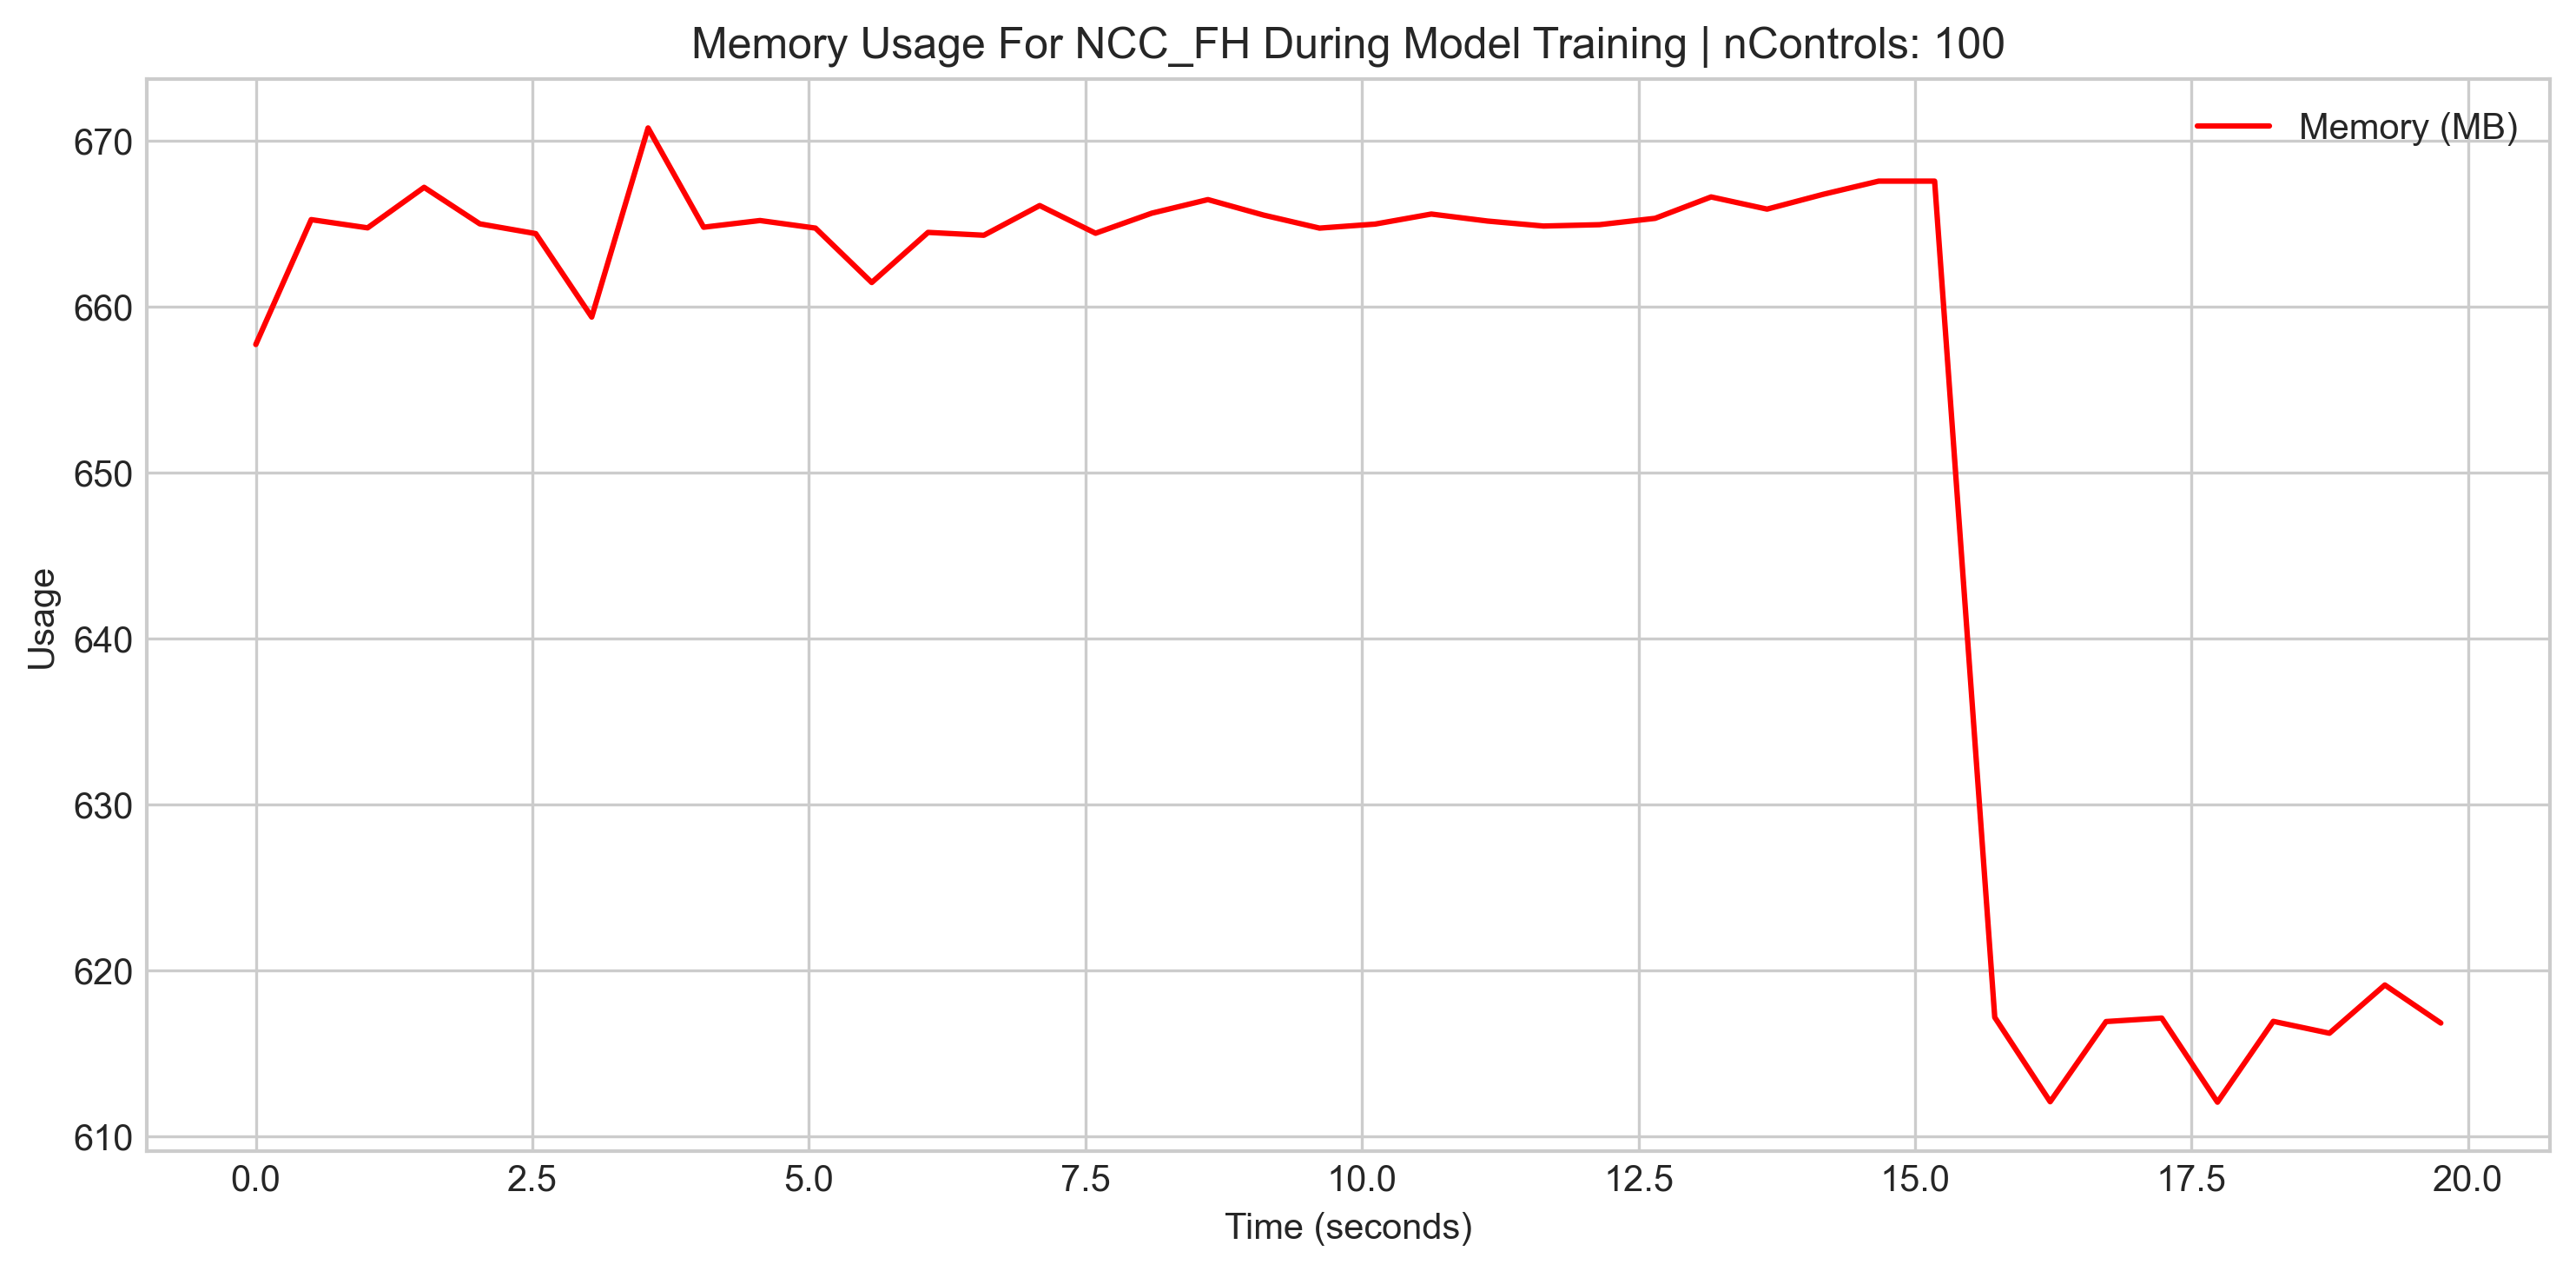 Memory Usage For NCC_FH During Model Training | nControls: 100
Memory (MB)
670
660
650
640
630
620
610
Usage
0.0 2.5 5.0 7.5 10.0 12.5 15.0 17.5 20.0
Time (seconds)